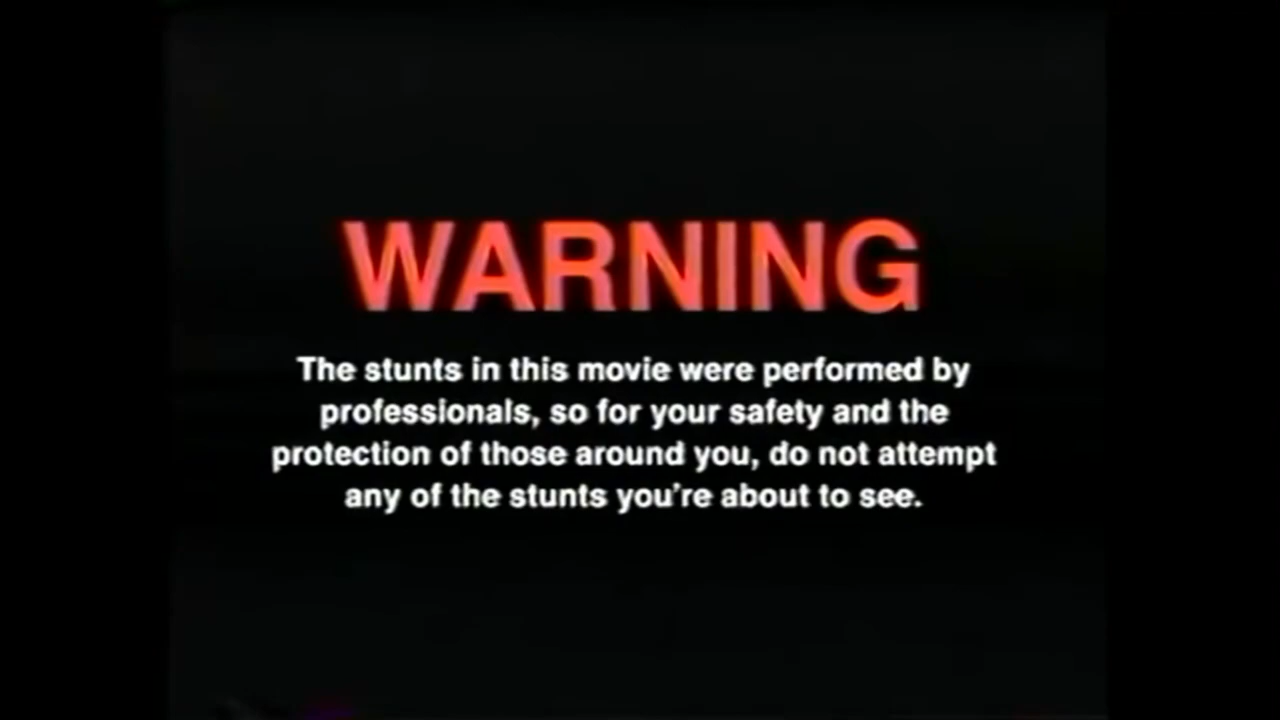 WARNING
The stunts in this movie were performed by
professionals, so for your safety and the
protection of those around you, do not attempt
any of the stunts you're about to see.